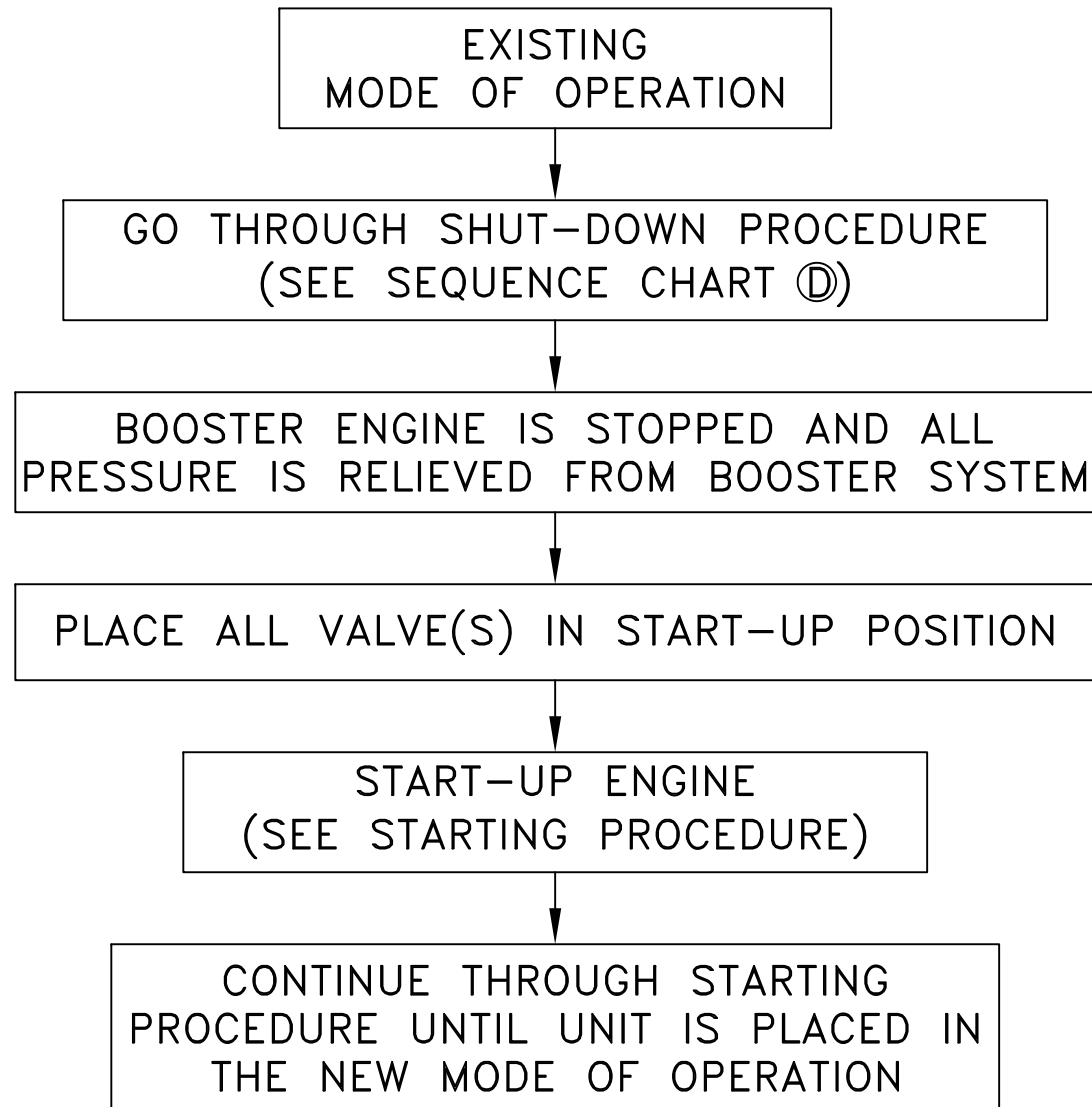 EXISTING
MODE OF OPERATION
GO THROUGH SHUT-DOWN PROCEDURE
(SEE SEQUENCE CHART Ⓓ)
BOOSTER ENGINE IS STOPPED AND ALL
PRESSURE IS RELIEVED FROM BOOSTER SYSTEM
PLACE ALL VALVE(S) IN START-UP POSITION
START-UP ENGINE
(SEE STARTING PROCEDURE)
CONTINUE THROUGH STARTING
PROCEDURE UNTIL UNIT IS PLACED IN
THE NEW MODE OF OPERATION